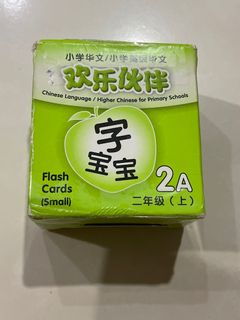 小学华文/小学高级华文
欢乐伙伴
Chinese Language / Higher Chinese for Primary Schools
字
宝
宝
Flash
Cards
(Small)
2A
二年级（上）